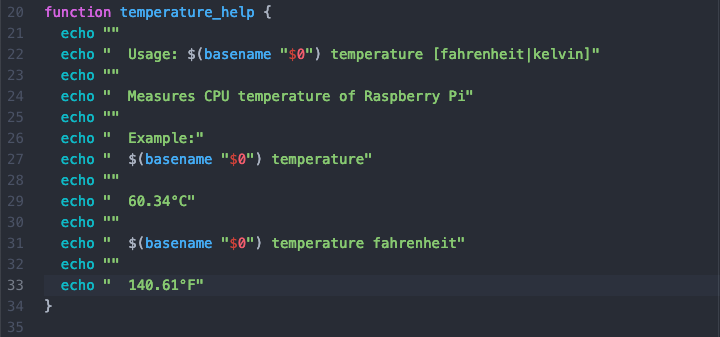 20 function temperature_help {
21   echo ""
22   echo "  Usage: $(basename "$0") temperature [fahrenheit|kelvin]"
23   echo ""
24   echo "  Measures CPU temperature of Raspberry Pi"
25   echo ""
26   echo "  Example:"
27   echo "  $(basename "$0") temperature"
28   echo ""
29   echo "  60.34°C"
30   echo ""
31   echo "  $(basename "$0") temperature fahrenheit"
32   echo ""
33   echo "  140.61°F"
34 }
35